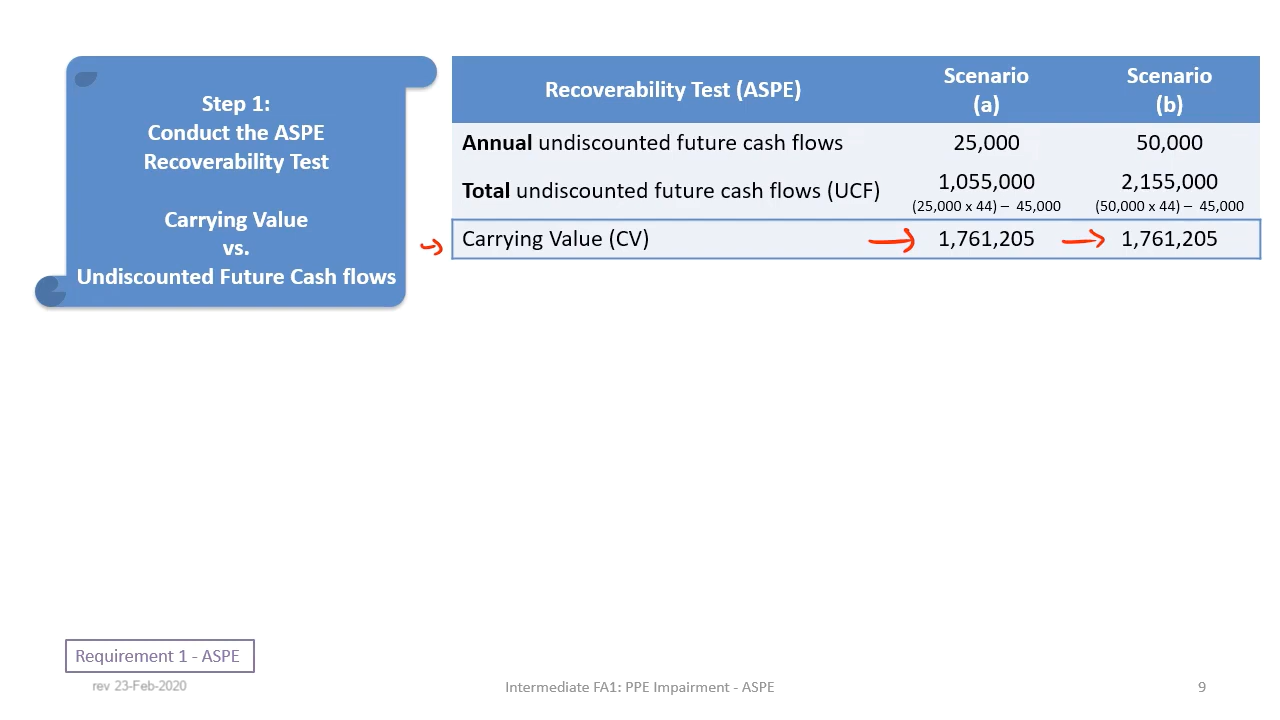 Step 1:
Conduct the ASPE
Recoverability Test
Carrying Value
vs.
Undiscounted Future Cash flows
Recoverability Test (ASPE) Scenario (a) Scenario (b)
Annual undiscounted future cash flows 25,000 50,000
Total undiscounted future cash flows (UCF) 1,055,000 2,155,000
(25,000 x 44) – 45,000 (50,000 x 44) – 45,000
Carrying Value (CV) 1,761,205 1,761,205
Requirement 1 - ASPE
rev 23-Feb-2020
Intermediate FA1: PPE Impairment - ASPE
9